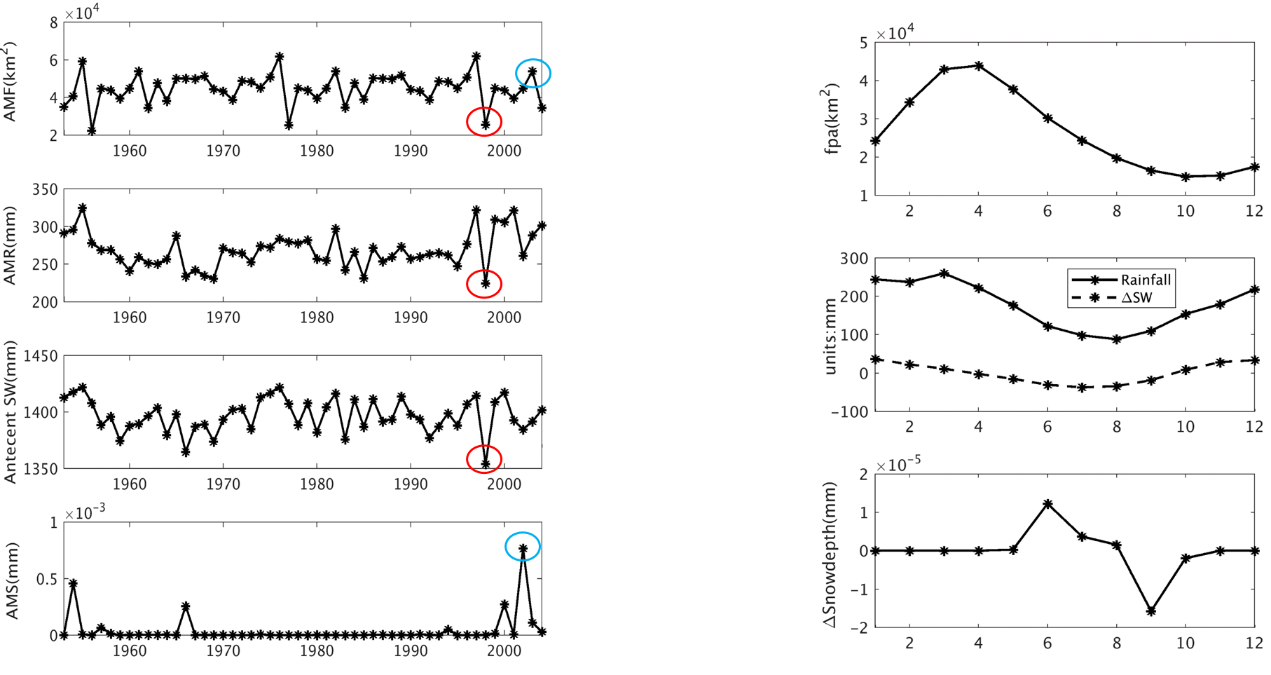 ×10⁴
8
6
4
2
AMF(km²)
1960 1970 1980 1990 2000
350
300
250
200
AMR(mm)
1960 1970 1980 1990 2000
1450
1400
1350
Antecent SW(mm)
1960 1970 1980 1990 2000
×10⁻³
1
0.5
0
AMS(mm)
1960 1970 1980 1990 2000
×10⁴
5
4
3
2
1
fpa(km²)
2 4 6 8 10 12
300
200
100
0
-100
units:mm
Rainfall
ΔSW
2 4 6 8 10 12
×10⁻⁵
2
1
0
-1
-2
ΔSnowdepth(mm)
2 4 6 8 10 12